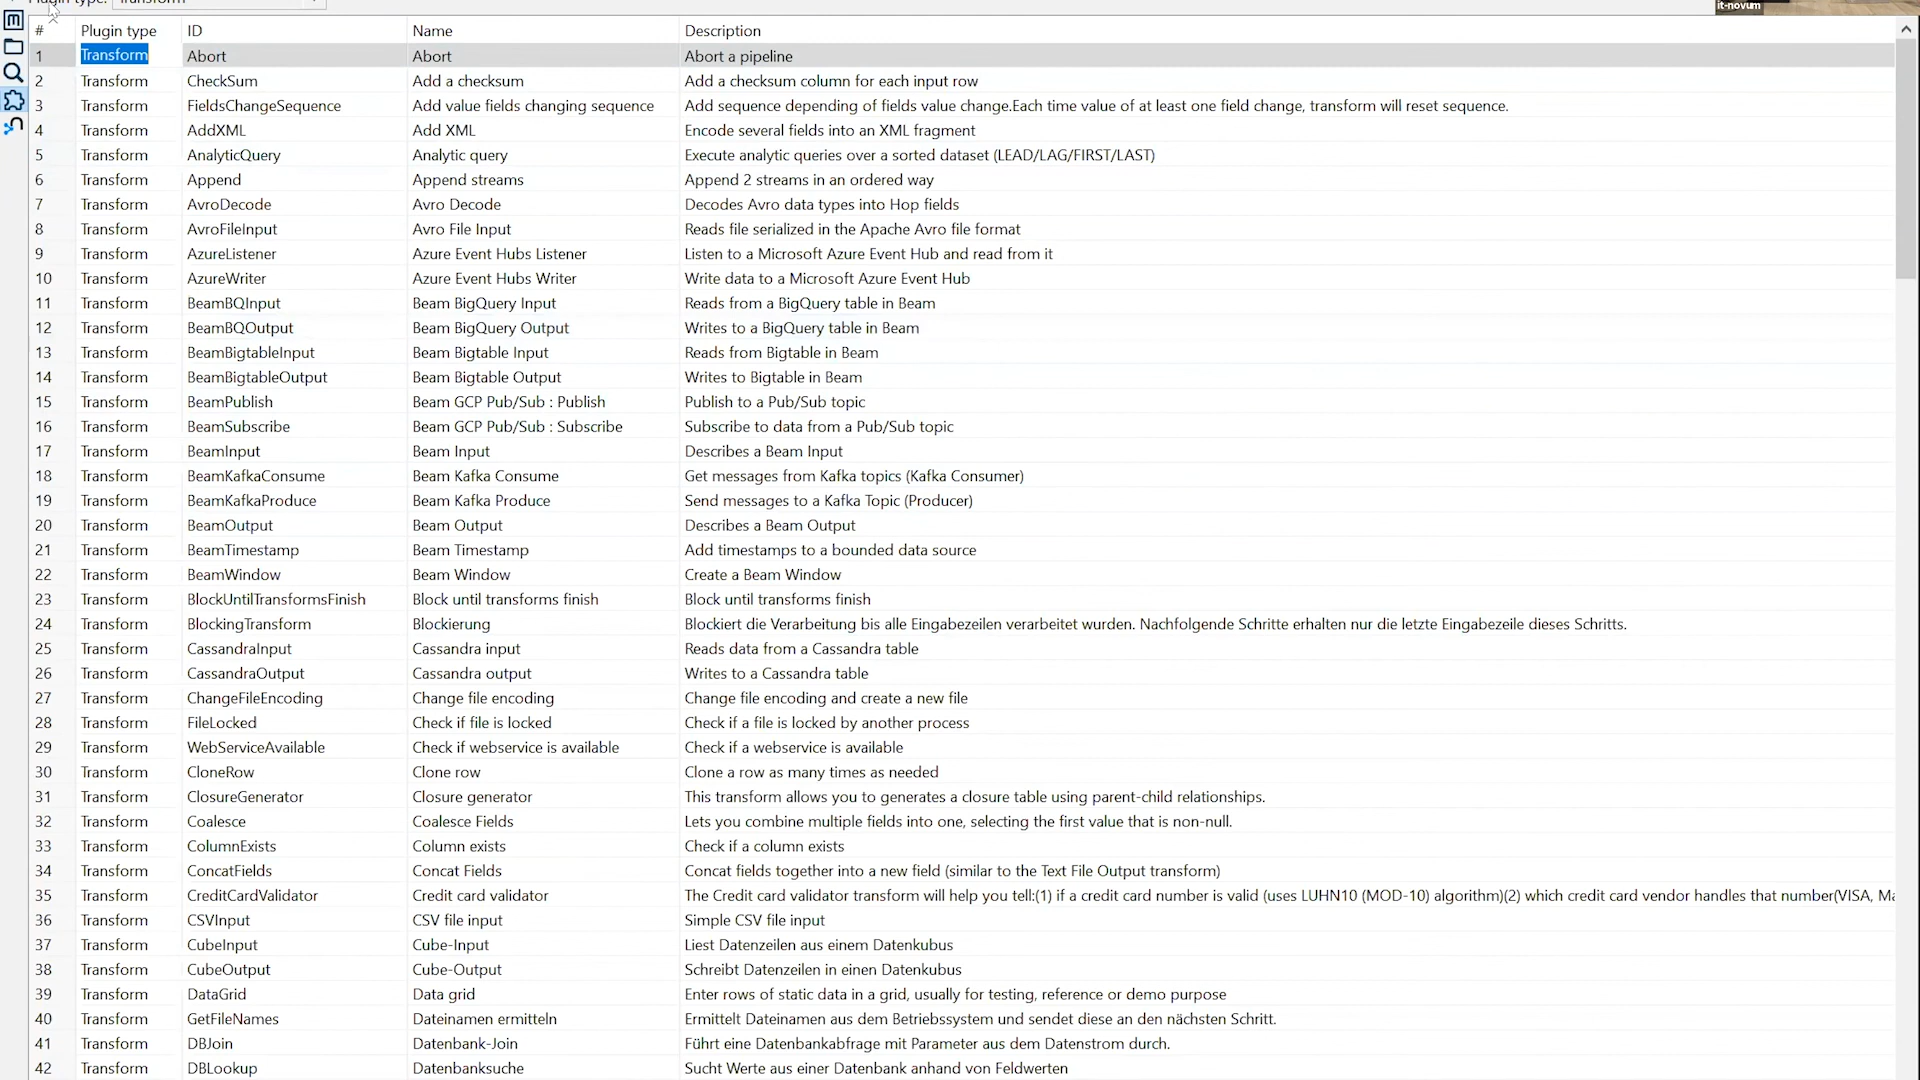 Plugin type: Transform
it-novum
# Plugin type ID Name Description
1 Transform Abort Abort Abort a pipeline
2 Transform CheckSum Add a checksum Add a checksum column for each input row
3 Transform FieldsChangeSequence Add value fields changing sequence Add sequence depending of fields value change.Each time value of at least one field change, transform will reset sequence.
4 Transform AddXML Add XML Encode several fields into an XML fragment
5 Transform AnalyticQuery Analytic query Execute analytic queries over a sorted dataset (LEAD/LAG/FIRST/LAST)
6 Transform Append Append streams Append 2 streams in an ordered way
7 Transform AvroDecode Avro Decode Decodes Avro data types into Hop fields
8 Transform AvroFileInput Avro File Input Reads file serialized in the Apache Avro file format
9 Transform AzureListener Azure Event Hubs Listener Listen to a Microsoft Azure Event Hub and read from it
10 Transform AzureWriter Azure Event Hubs Writer Write data to a Microsoft Azure Event Hub
11 Transform BeamBQInput Beam BigQuery Input Reads from a BigQuery table in Beam
12 Transform BeamBQOutput Beam BigQuery Output Writes to a BigQuery table in Beam
13 Transform BeamBigtableInput Beam Bigtable Input Reads from Bigtable in Beam
14 Transform BeamBigtableOutput Beam Bigtable Output Writes to Bigtable in Beam
15 Transform BeamPublish Beam GCP Pub/Sub : Publish Publish to a Pub/Sub topic
16 Transform BeamSubscribe Beam GCP Pub/Sub : Subscribe Subscribe to data from a Pub/Sub topic
17 Transform BeamInput Beam Input Describes a Beam Input
18 Transform BeamKafkaConsume Beam Kafka Consume Get messages from Kafka topics (Kafka Consumer)
19 Transform BeamKafkaProduce Beam Kafka Produce Send messages to a Kafka Topic (Producer)
20 Transform BeamOutput Beam Output Describes a Beam Output
21 Transform BeamTimestamp Beam Timestamp Add timestamps to a bounded data source
22 Transform BeamWindow Beam Window Create a Beam Window
23 Transform BlockUntilTransformsFinish Block until transforms finish Block until transforms finish
24 Transform BlockingTransform Blockierung Blockiert die Verarbeitung bis alle Eingabezeilen verarbeitet wurden. Nachfolgende Schritte erhalten nur die letzte Eingabezeile dieses Schritts.
25 Transform CassandraInput Cassandra input Reads data from a Cassandra table
26 Transform CassandraOutput Cassandra output Writes to a Cassandra table
27 Transform ChangeFileEncoding Change file encoding Change file encoding and create a new file
28 Transform FileLocked Check if file is locked Check if a file is locked by another process
29 Transform WebServiceAvailable Check if webservice is available Check if a webservice is available
30 Transform CloneRow Clone row Clone a row as many times as needed
31 Transform ClosureGenerator Closure generator This transform allows you to generates a closure table using parent-child relationships.
32 Transform Coalesce Coalesce Fields Lets you combine multiple fields into one, selecting the first value that is non-null.
33 Transform ColumnExists Column exists Check if a column exists
34 Transform ConcatFields Concat Fields Concat fields together into a new field (similar to the Text File Output transform)
35 Transform CreditCardValidator Credit card validator The Credit card validator transform will help you tell:(1) if a credit card number is valid (uses LUHN10 (MOD-10) algorithm)(2) which credit card vendor handles that number(VISA, Ma
36 Transform CSVInput CSV file input Simple CSV file input
37 Transform CubeInput Cube-Input Liest Datenzeilen aus einem Datenkubus
38 Transform CubeOutput Cube-Output Schreibt Datenzeilen in einen Datenkubus
39 Transform DataGrid Data grid Enter rows of static data in a grid, usually for testing, reference or demo purpose
40 Transform GetFileNames Dateinamen ermitteln Ermittelt Dateinamen aus dem Betriebssystem und sendet diese an den nächsten Schritt.
41 Transform DBJoin Datenbank-Join Führt eine Datenbankabfrage mit Parameter aus dem Datenstrom durch.
42 Transform DBLookup Datenbanksuche Sucht Werte aus einer Datenbank anhand von Feldwerten